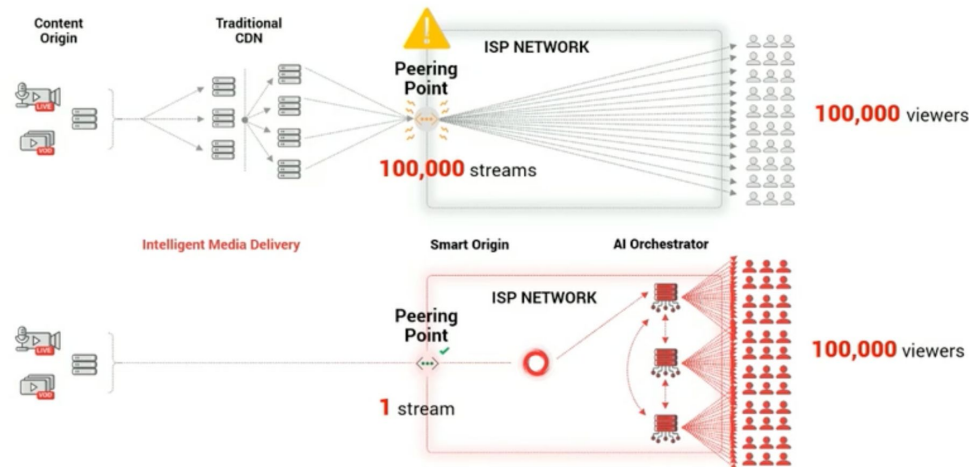 Content
Origin
Traditional
CDN
ISP NETWORK
Peering
Point
LIVE
VOD
100,000 viewers
100,000 streams
Intelligent Media Delivery
Smart Origin
AI Orchestrator
ISP NETWORK
Peering
Point
LIVE
VOD
100,000 viewers
1 stream